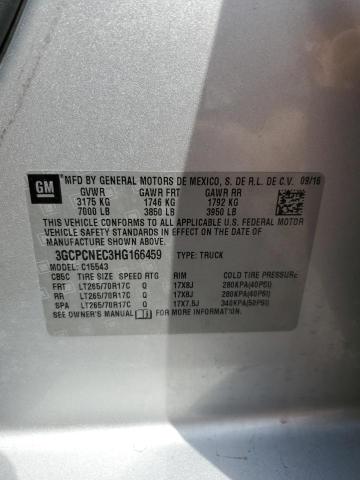 GM
MFD BY GENERAL MOTORS DE MEXICO, S. DE R.L. DE C.V. 09/16
GVWR GAWR FRT GAWR RR
3175 KG 1746 KG 1792 KG
7000 LB 3850 LB 3950 LB
THIS VEHICLE CONFORMS TO ALL APPLICABLE U.S. FEDERAL MOTOR
VEHICLE SAFETY STANDARDS IN EFFECT ON THE DATE OF
MANUFACTURE SHOWN ABOVE.
3GCPCNEC3HG166459 TYPE: TRUCK
MODEL: C15543
CB5C TIRE SIZE SPEED RTG RIM COLD TIRE PRESSURE
FRT LT265/70R17C Q 17X8J 280KPA(40PSI)
RR LT265/70R17C Q 17X8J 280KPA(40PSI)
SPA LT265/70R17C Q 17X7.5J 340KPA(50PSI)
SEE OWNER'S MANUAL FOR MORE INFORMATION.